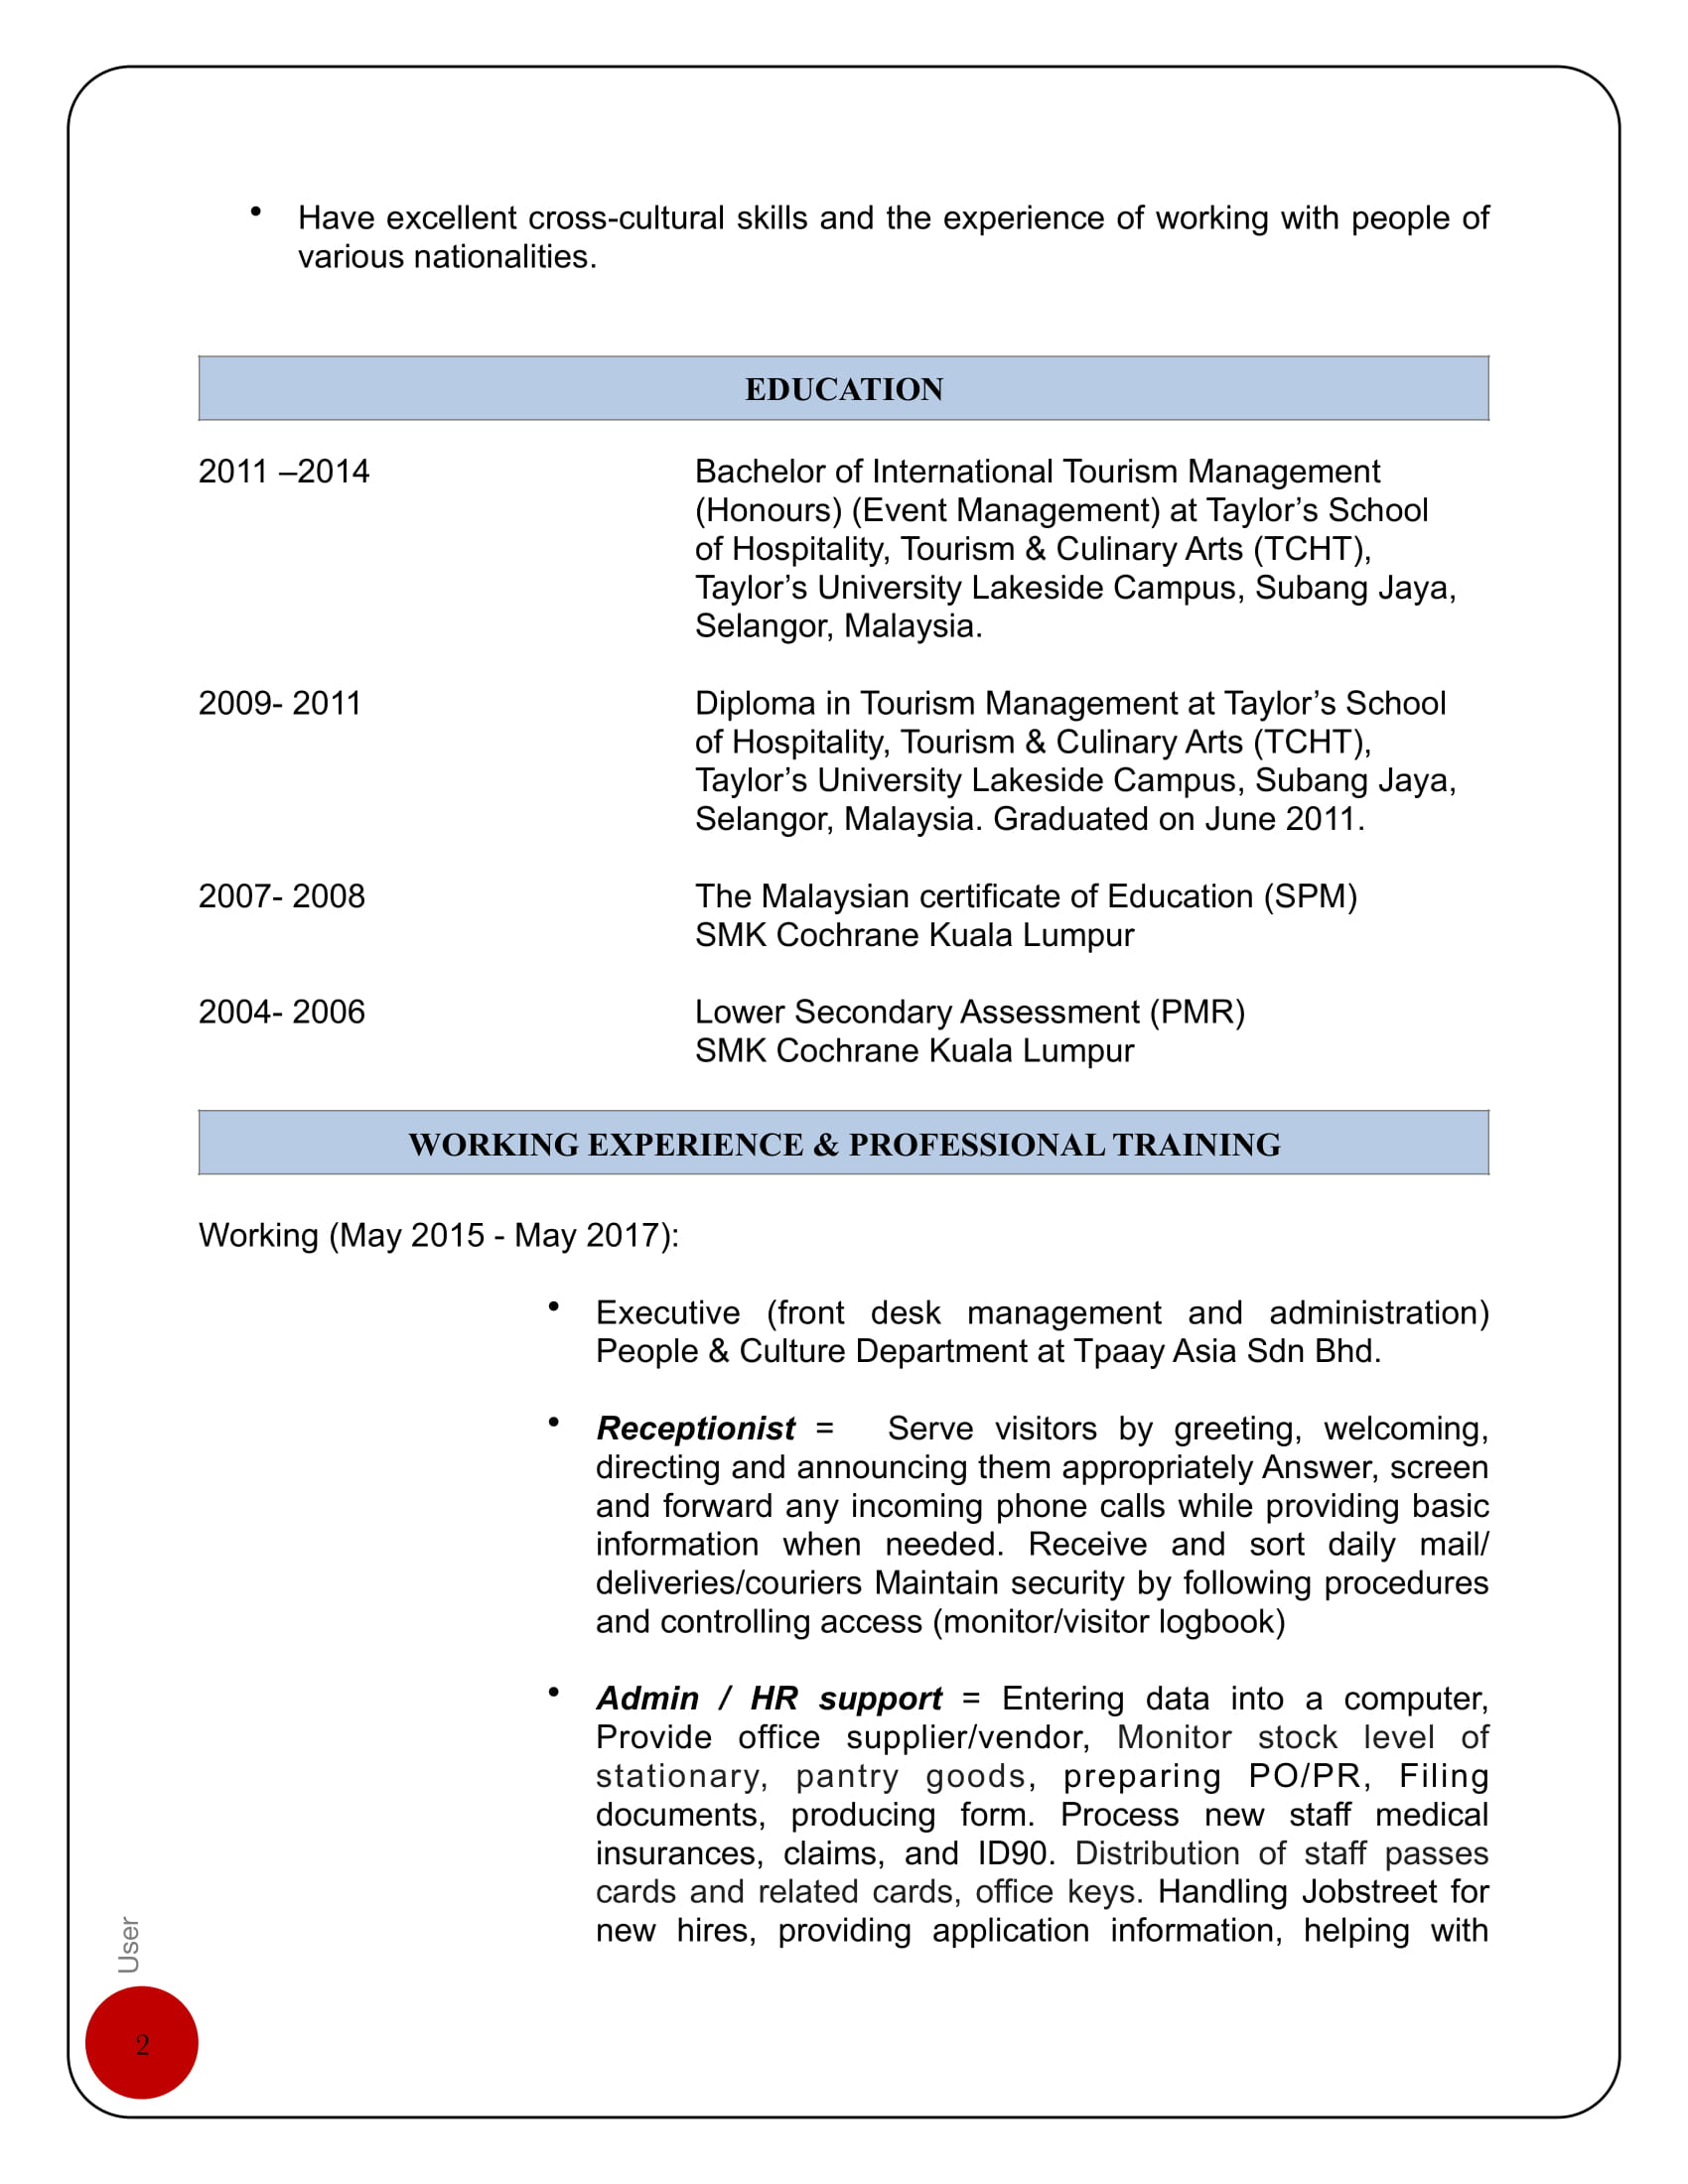 • Have excellent cross-cultural skills and the experience of working with people of
various nationalities.
EDUCATION
2011 –2014 Bachelor of International Tourism Management
(Honours) (Event Management) at Taylor’s School
of Hospitality, Tourism & Culinary Arts (TCHT),
Taylor’s University Lakeside Campus, Subang Jaya,
Selangor, Malaysia.
2009- 2011 Diploma in Tourism Management at Taylor’s School
of Hospitality, Tourism & Culinary Arts (TCHT),
Taylor’s University Lakeside Campus, Subang Jaya,
Selangor, Malaysia. Graduated on June 2011.
2007- 2008 The Malaysian certificate of Education (SPM)
SMK Cochrane Kuala Lumpur
2004- 2006 Lower Secondary Assessment (PMR)
SMK Cochrane Kuala Lumpur
WORKING EXPERIENCE & PROFESSIONAL TRAINING
Working (May 2015 - May 2017):
• Executive (front desk management and administration)
People & Culture Department at Tpaay Asia Sdn Bhd.
• Receptionist = Serve visitors by greeting, welcoming,
directing and announcing them appropriately Answer, screen
and forward any incoming phone calls while providing basic
information when needed. Receive and sort daily mail/
deliveries/couriers Maintain security by following procedures
and controlling access (monitor/visitor logbook)
• Admin / HR support = Entering data into a computer,
Provide office supplier/vendor, Monitor stock level of
stationary, pantry goods, preparing PO/PR, Filing
documents, producing form. Process new staff medical
insurances, claims, and ID90. Distribution of staff passes
cards and related cards, office keys. Handling Jobstreet for
new hires, providing application information, helping with
User
2